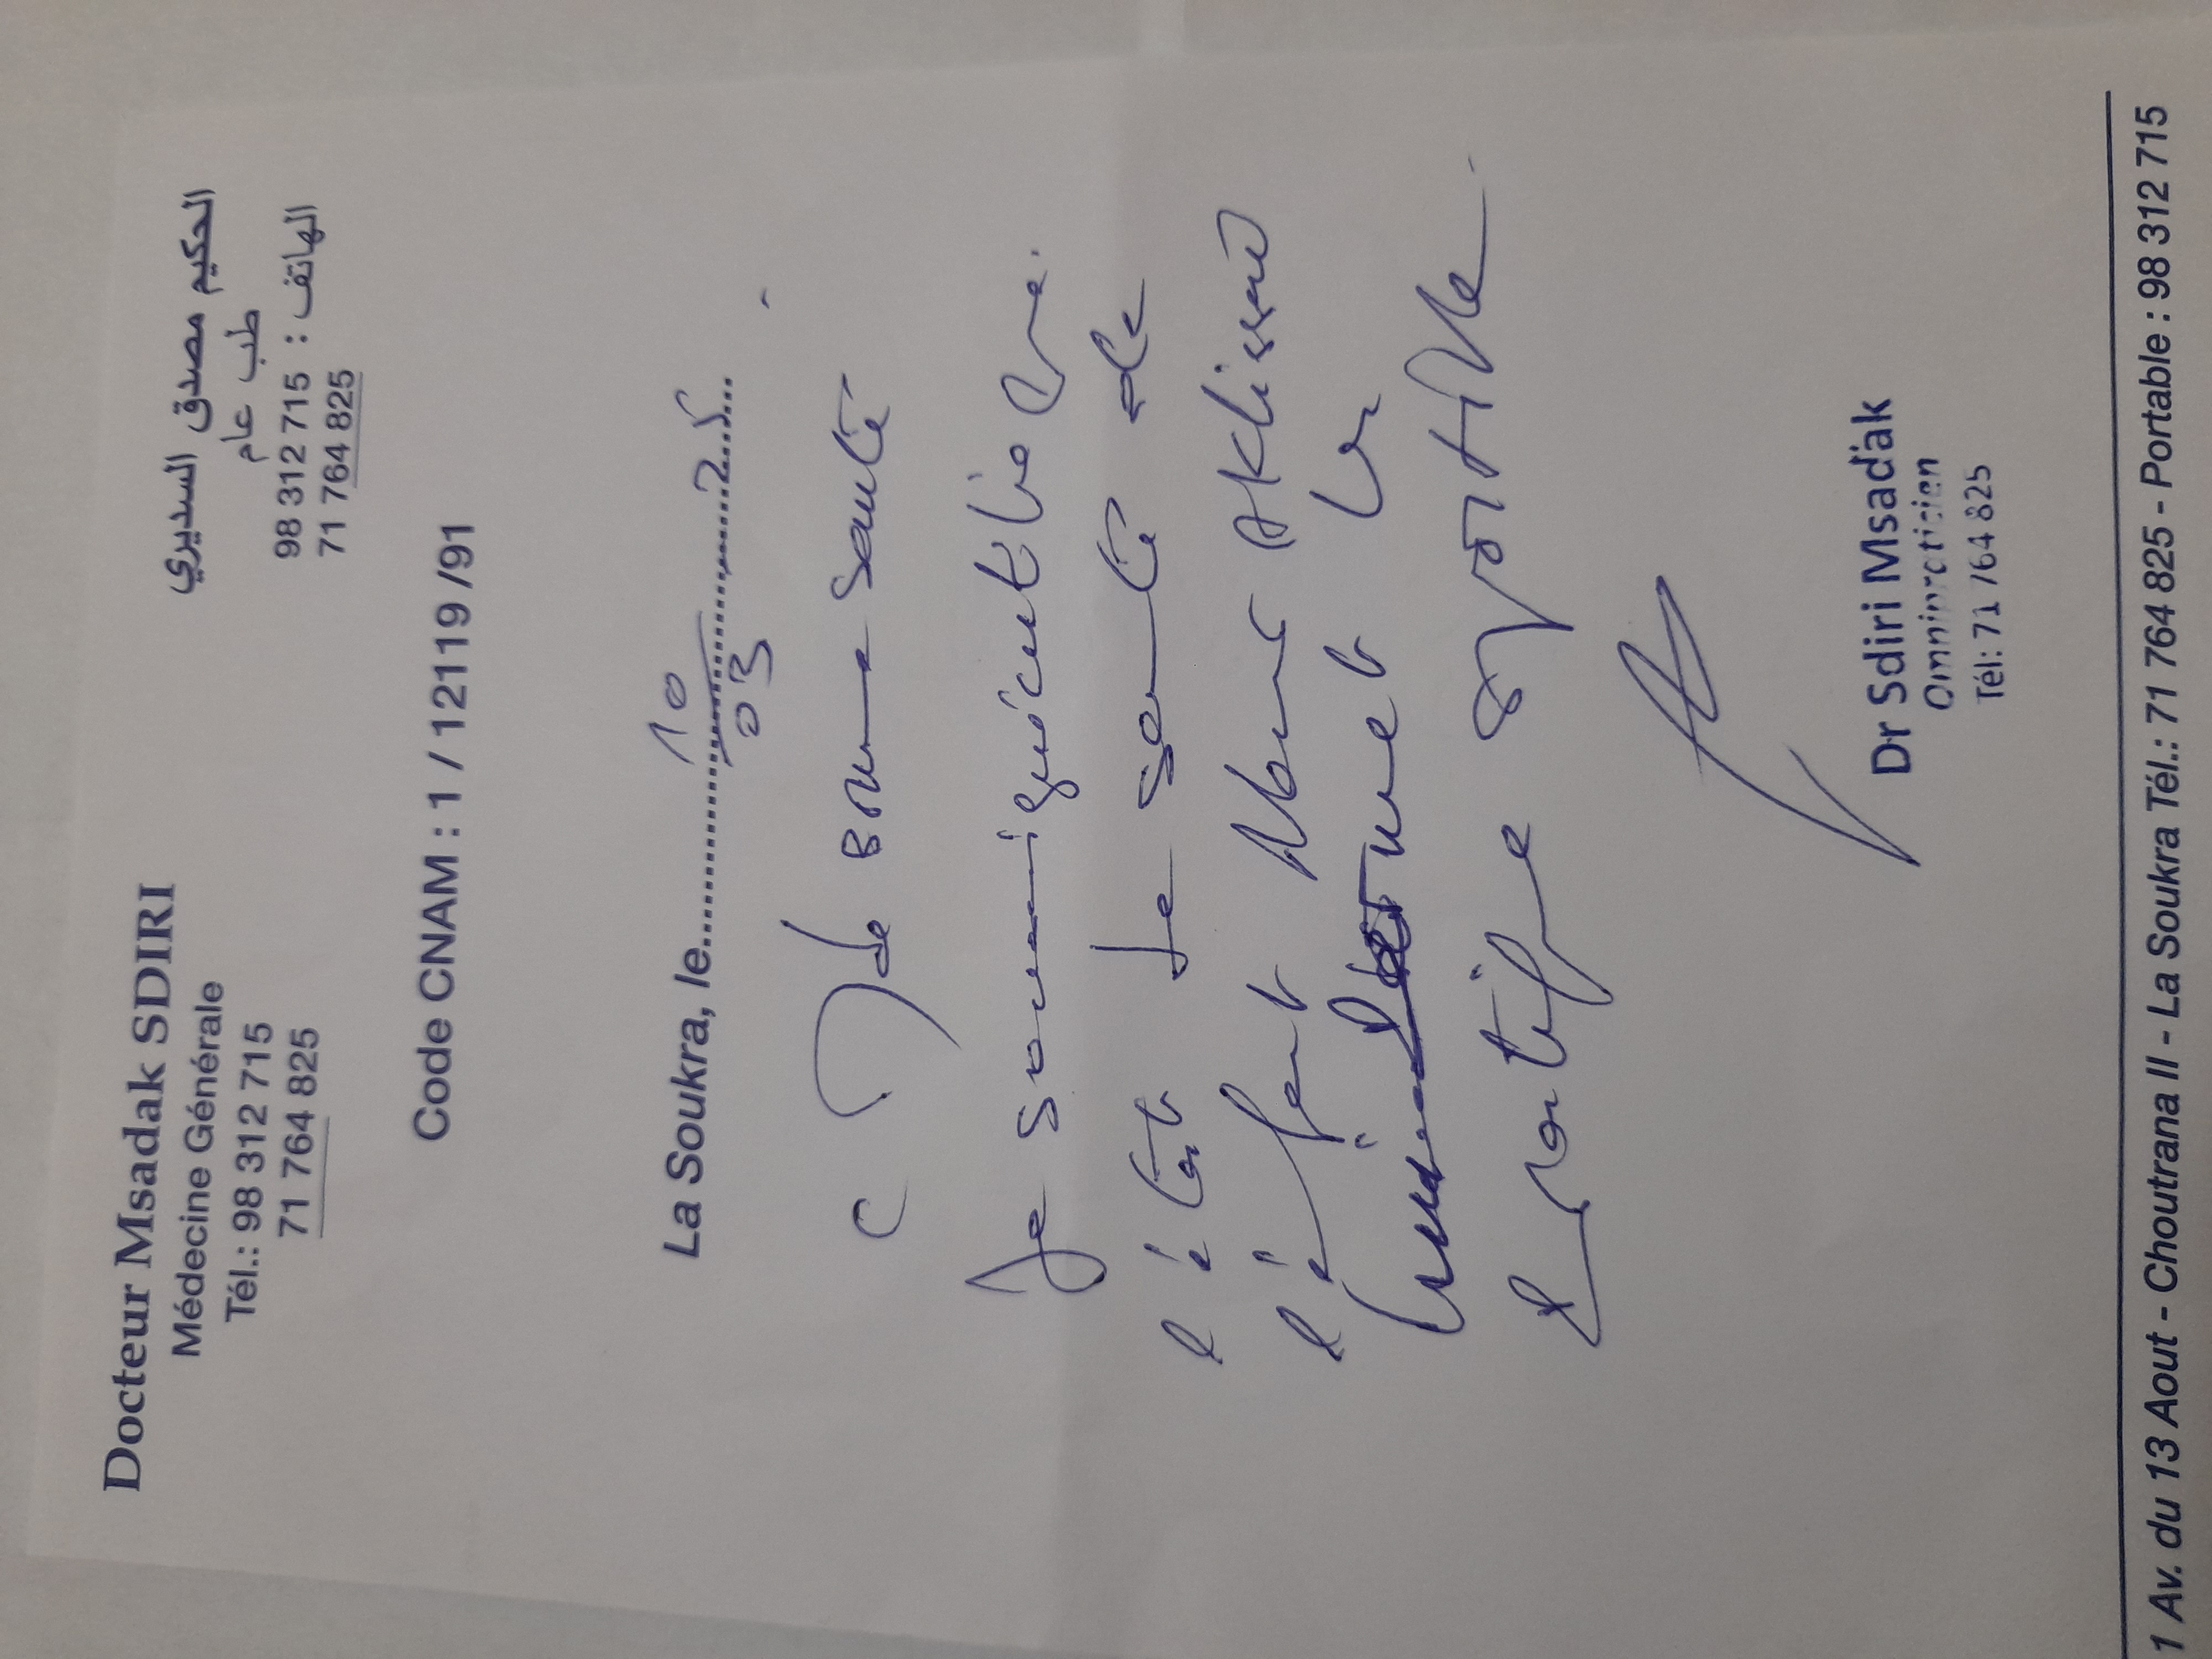 Docteur Msadak SDIRI
Médecine Générale
Tél.: 98 312 715
71 764 825
الحكيم مصدق السديري
طب عام
الهاتف : 98 312 715
71 764 825
Code CNAM : 1 / 12119 /91
La Soukra, le 10/03 25
C M de bonne santé
Je soussigné certifie que
l'état de santé de
l'enfant
lui permet la
pratique sportive.
Dr Sdiri Msadak
Omnipraticien
Tél: 71 764 825
1 Av. du 13 Aout - Choutrana II - La Soukra Tél.: 71 764 825 - Portable : 98 312 715